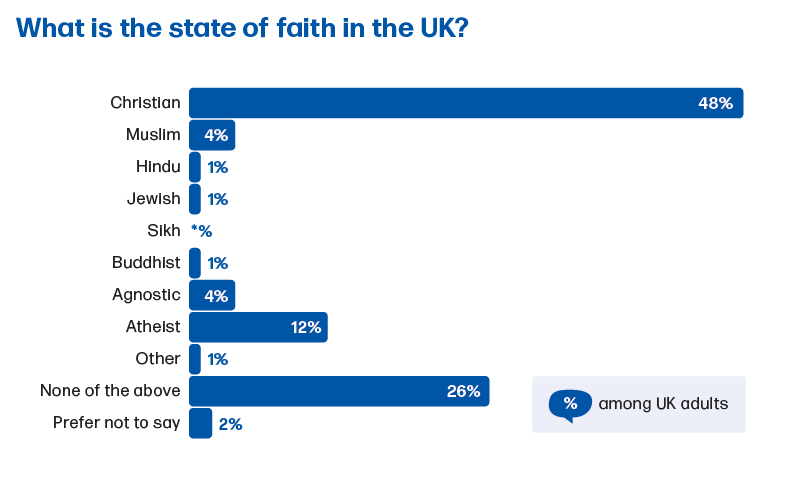 What is the state of faith in the UK?
Christian 48%
Muslim 4%
Hindu 1%
Jewish 1%
Sikh *%
Buddhist 1%
Agnostic 4%
Atheist 12%
Other 1%
None of the above 26%
Prefer not to say 2%
% among UK adults